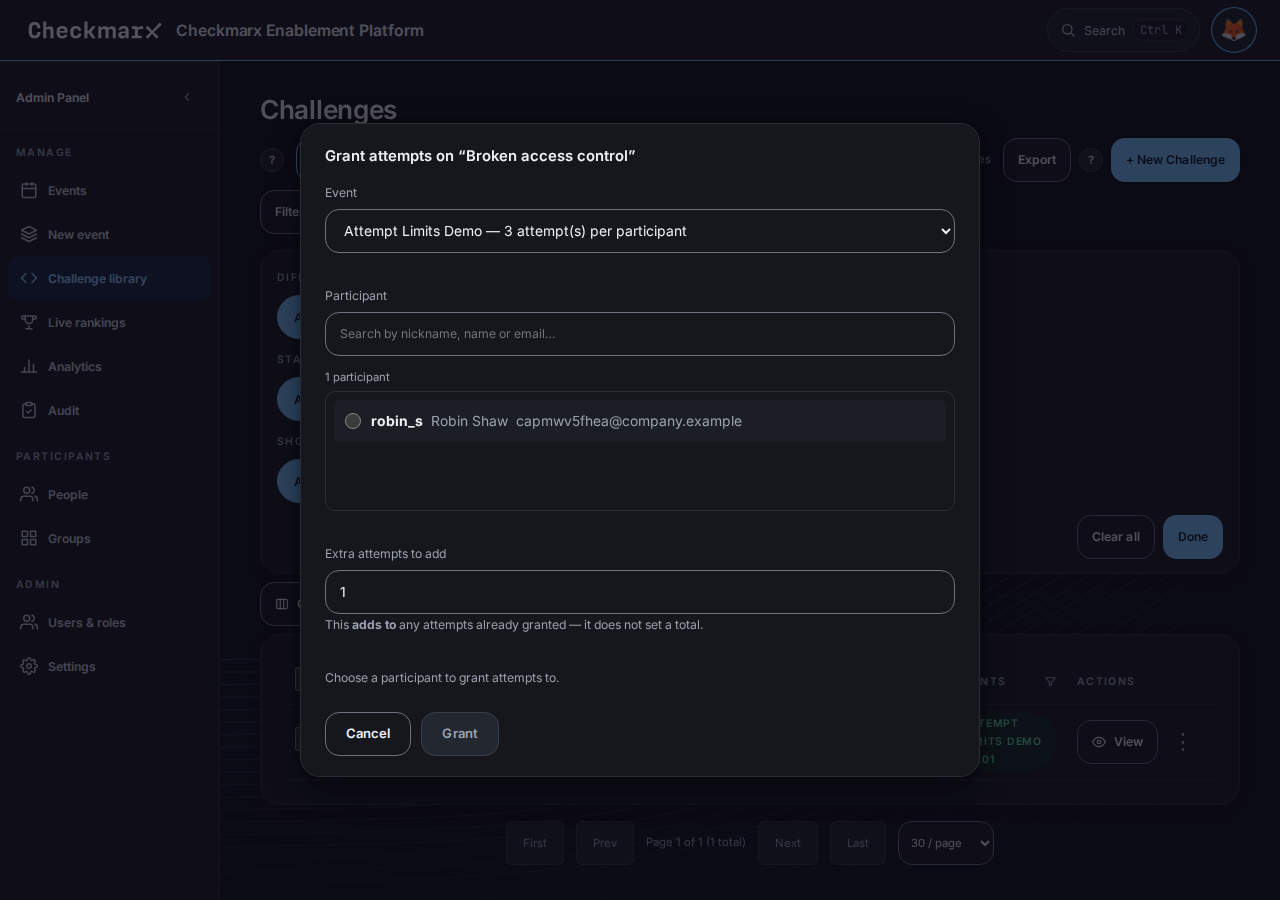 Checkmarx Checkmarx Enablement Platform
Search Ctrl K
Admin Panel
MANAGE
Events
New event
Challenge library
Live rankings
Analytics
Audit
PARTICIPANTS
People
Groups
ADMIN
Users & roles
Settings
Challenges
?
Export
?
+ New Challenge
Grant attempts on “Broken access control”
Event
Attempt Limits Demo — 3 attempt(s) per participant
Participant
Search by nickname, name or email...
1 participant
robin_s Robin Shaw capmwv5fhea@company.example
Extra attempts to add
1
This adds to any attempts already granted — it does not set a total.
Choose a participant to grant attempts to.
Cancel Grant
Clear all Done
ACTIONS
View
First Prev Page 1 of 1 (1 total) Next Last 30 / page